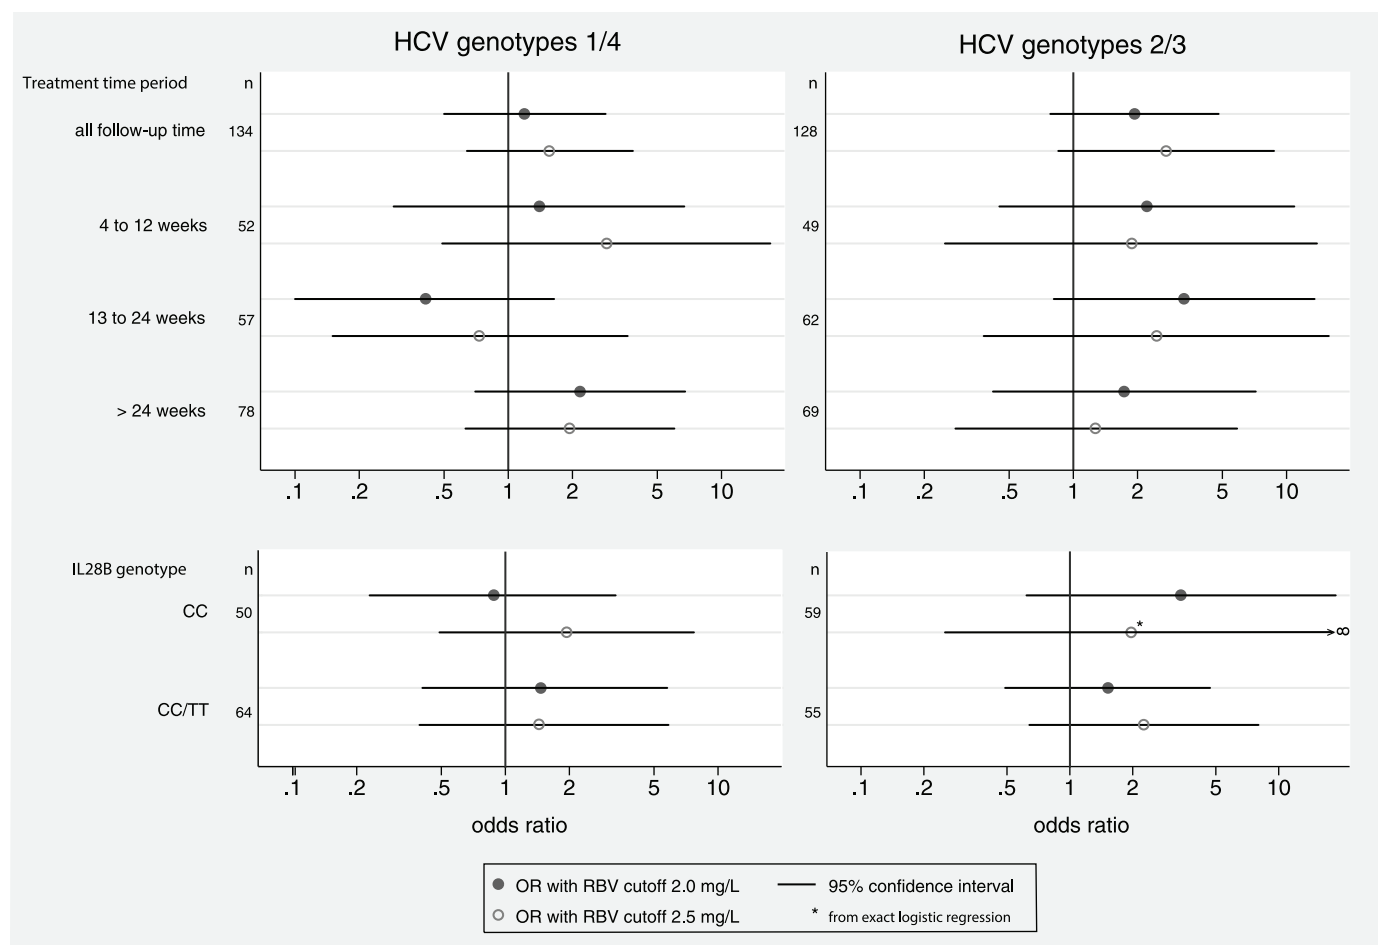 HCV genotypes 1/4
HCV genotypes 2/3
Treatment time period n n
all follow-up time 134 128
4 to 12 weeks 52 49
13 to 24 weeks 57 62
> 24 weeks 78 69
.1 .2 .5 1 2 5 10 .1 .2 .5 1 2 5 10
IL28B genotype n n
CC 50 59
* ∞
CC/TT 64 55
.1 .2 .5 1 2 5 10 .1 .2 .5 1 2 5 10
odds ratio odds ratio
OR with RBV cutoff 2.0 mg/L 95% confidence interval
OR with RBV cutoff 2.5 mg/L * from exact logistic regression